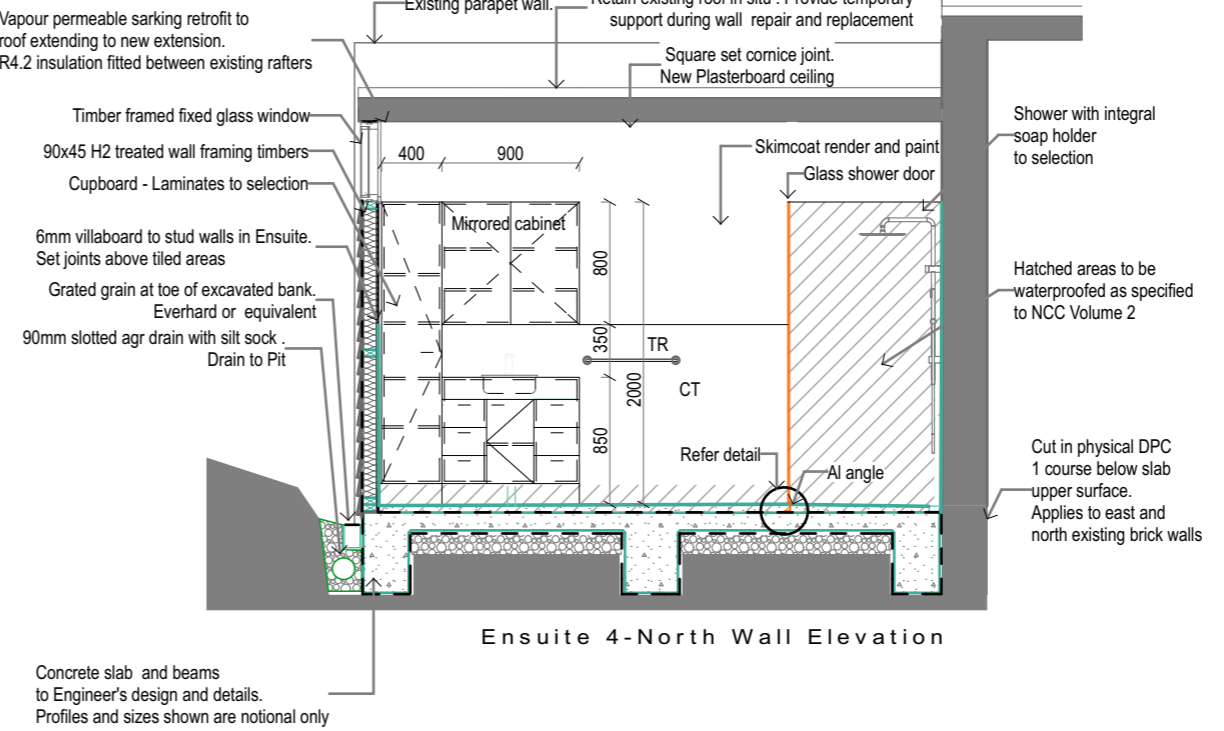 Existing parapet wall.
Retain existing roof in situ . Provide temporary
support during wall repair and replacement
Vapour permeable sarking retrofit to
roof extending to new extension.
R4.2 insulation fitted between existing rafters
Square set cornice joint.
New Plasterboard ceiling
Timber framed fixed glass window
90x45 H2 treated wall framing timbers
Cupboard - Laminates to selection
6mm villaboard to stud walls in Ensuite.
Set joints above tiled areas
Grated grain at toe of excavated bank.
Everhard or equivalent
90mm slotted agr drain with silt sock .
Drain to Pit
400
900
Mirrored cabinet
800
350
2000
850
TR
CT
Skimcoat render and paint
Glass shower door
Refer detail
Al angle
Shower with integral
soap holder
to selection
Hatched areas to be
waterproofed as specified
to NCC Volume 2
Cut in physical DPC
1 course below slab
upper surface.
Applies to east and
north existing brick walls
Ensuite 4-North Wall Elevation
Concrete slab and beams
to Engineer's design and details.
Profiles and sizes shown are notional only